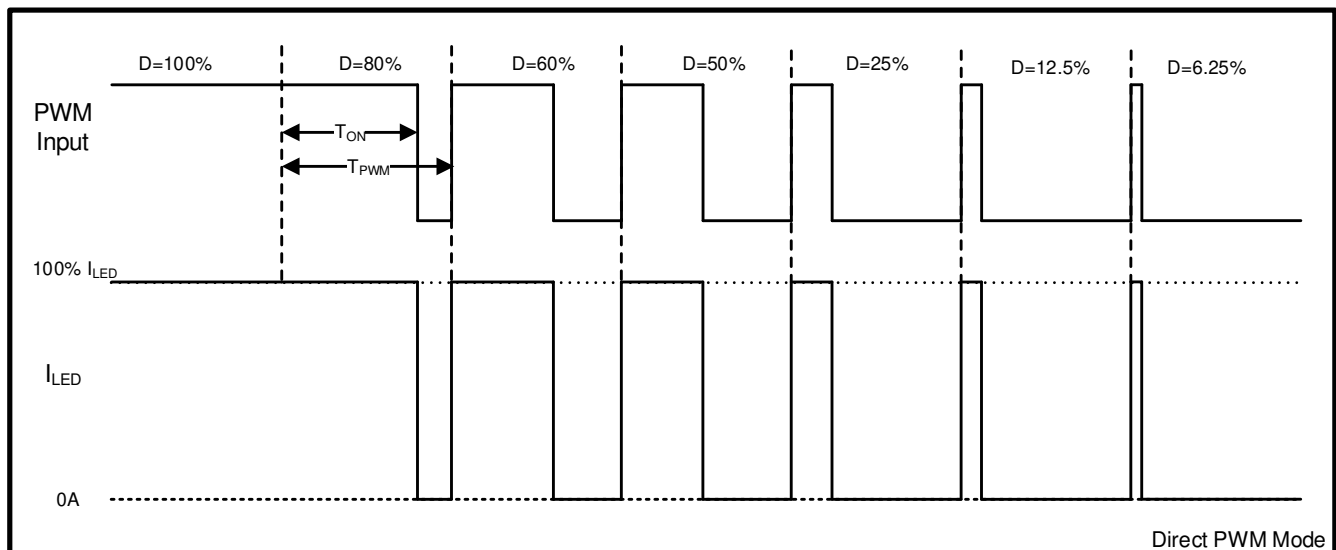 D=100% D=80% D=60% D=50% D=25% D=12.5% D=6.25%
PWM
Input
TON
TPWM
100% ILED
ILED
0A
Direct PWM Mode